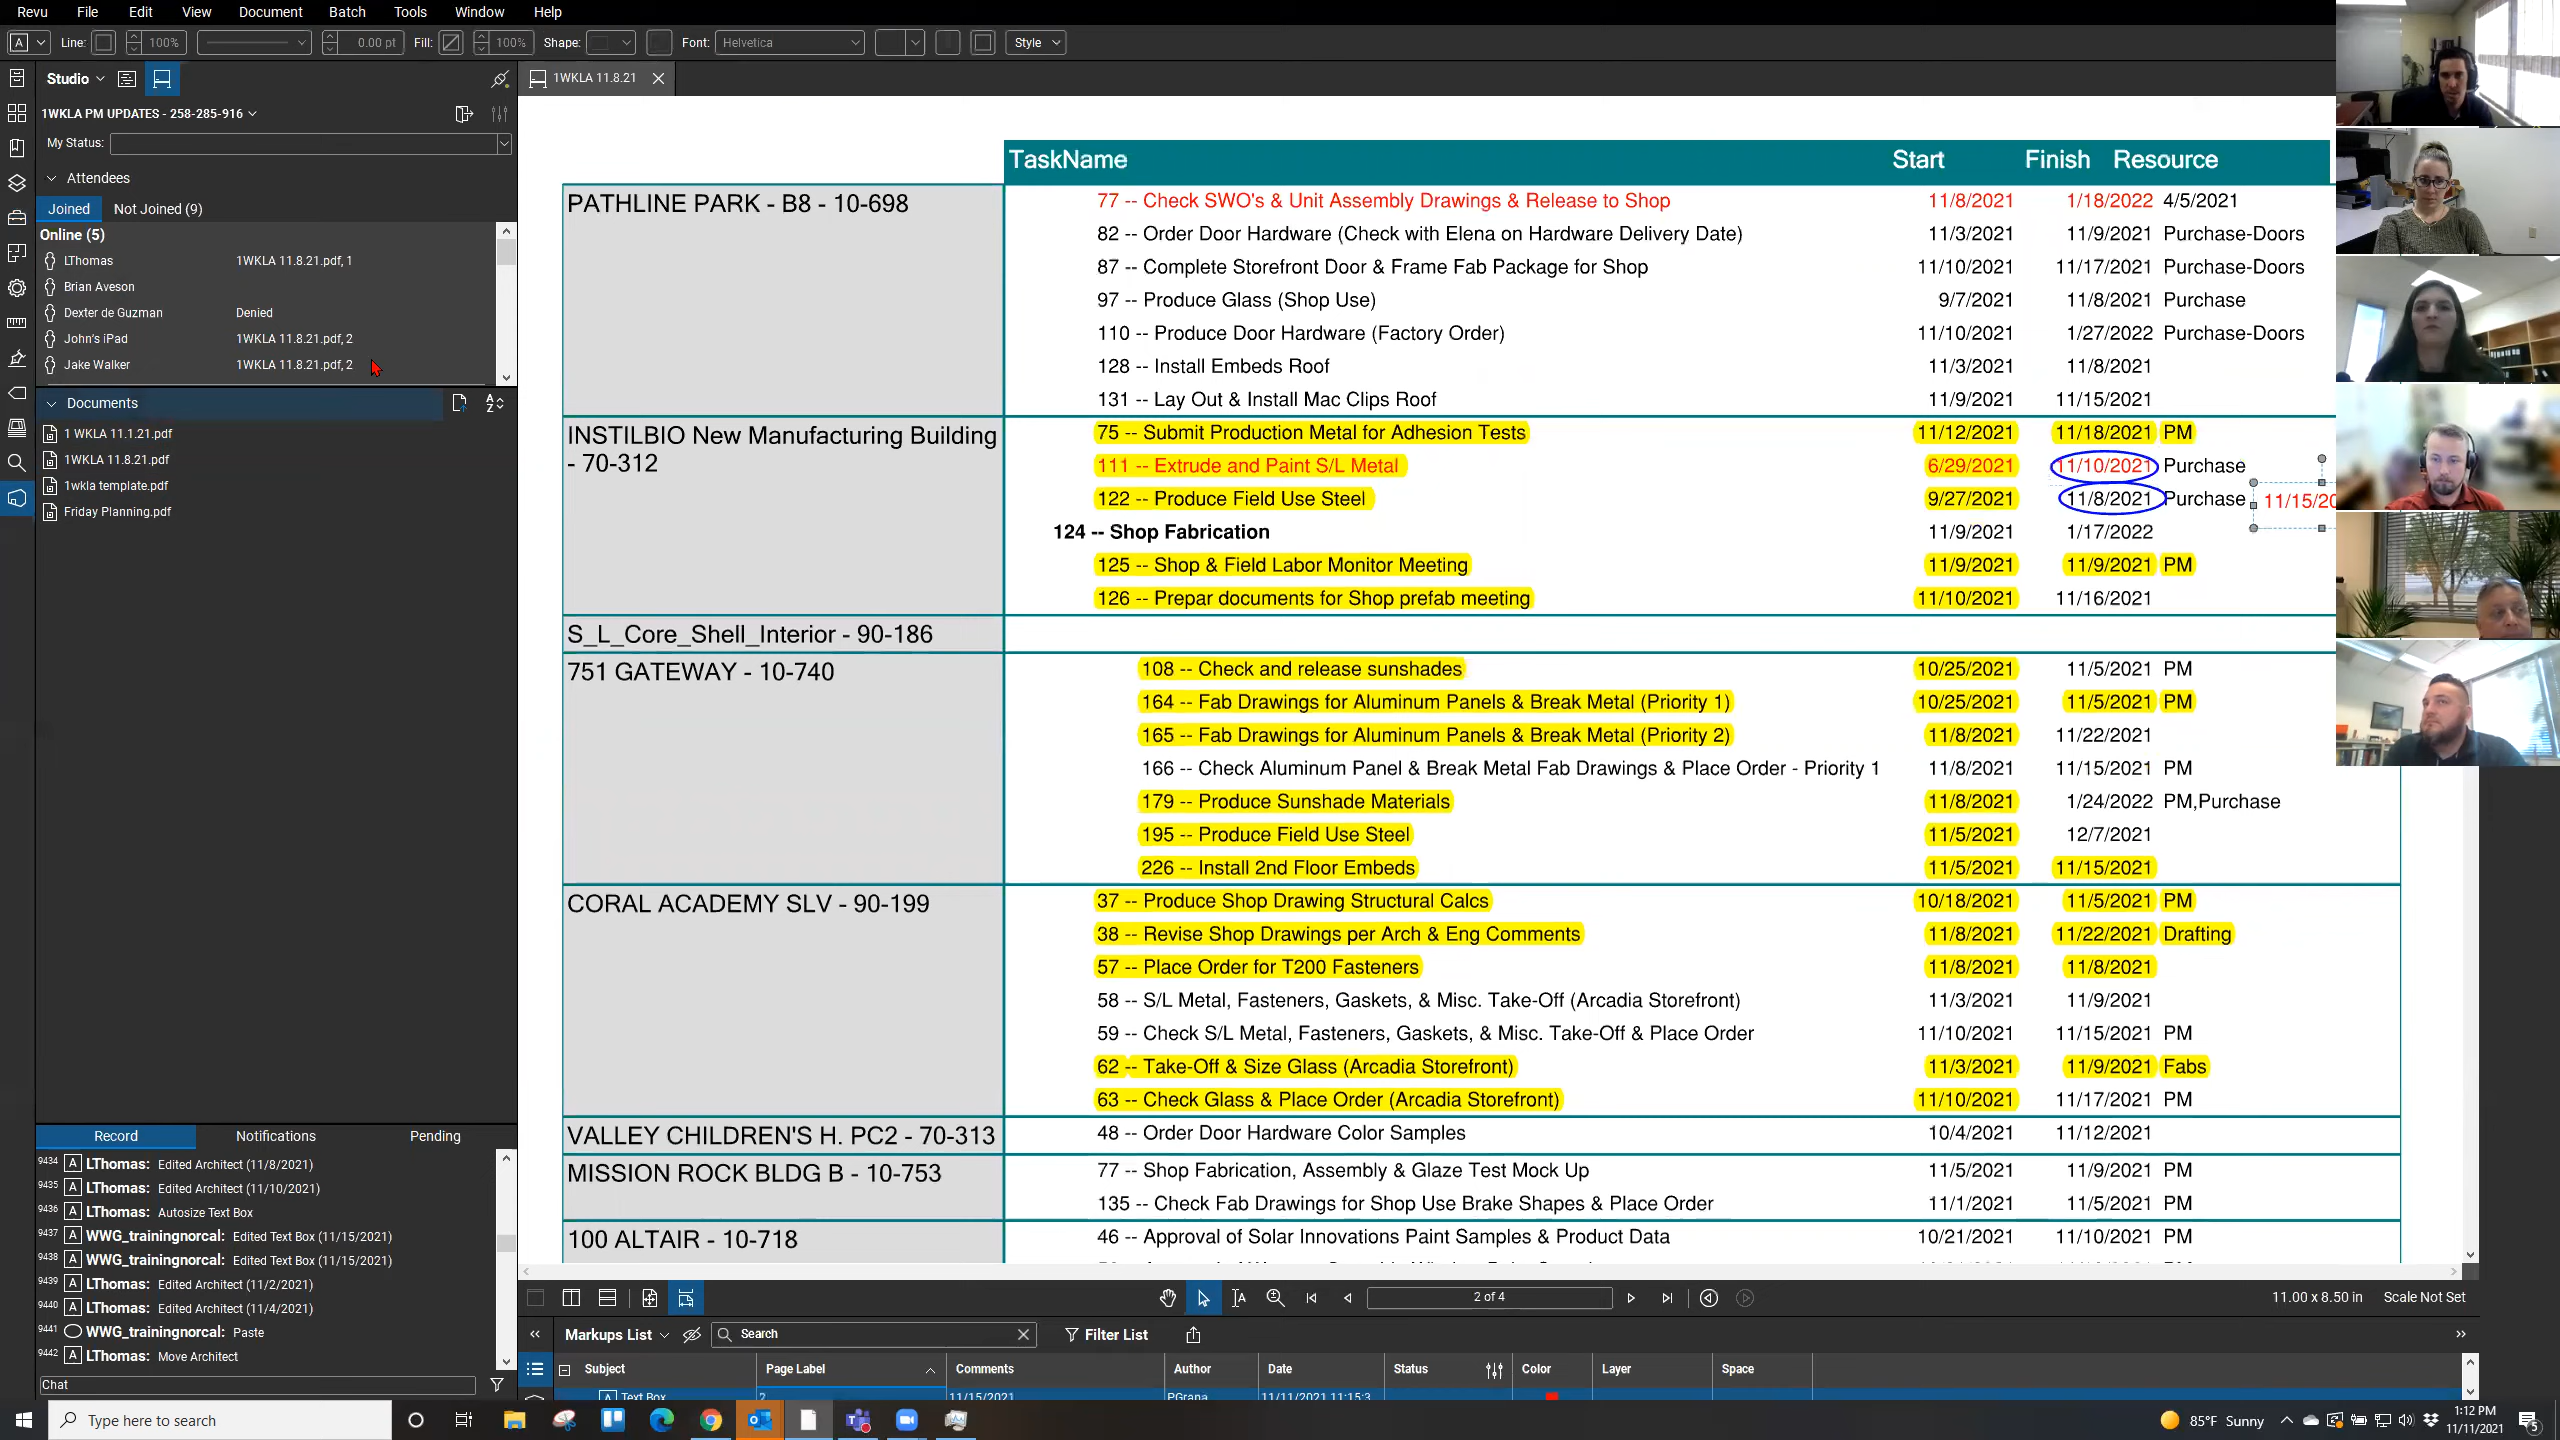 Revu File Edit View Document Batch Tools Window Help
A Line: 100% 0.00 pt Fill: 100% Shape: Font: Helvetica Style
Studio
1WKLA PM UPDATES - 258-285-916
My Status:
Attendees
Joined Not Joined (9)
Online (5)
LThomas 1WKLA 11.8.21.pdf, 1
Brian Aveson
Dexter de Guzman Denied
John's iPad 1WKLA 11.8.21.pdf, 2
Jake Walker 1WKLA 11.8.21.pdf, 2
Documents
1 WKLA 11.1.21.pdf
1WKLA 11.8.21.pdf
1wkla template.pdf
Friday Planning.pdf
Record Notifications Pending
9434 A LThomas: Edited Architect (11/8/2021)
9435 A LThomas: Edited Architect (11/10/2021)
9436 A LThomas: Autosize Text Box
9437 A WWG_trainingnorcal: Edited Text Box (11/15/2021)
9438 A WWG_trainingnorcal: Edited Text Box (11/15/2021)
9439 A LThomas: Edited Architect (11/2/2021)
9440 A LThomas: Edited Architect (11/4/2021)
9441 WWG_trainingnorcal: Paste
9442 A LThomas: Move Architect
Chat
1WKLA 11.8.21
TaskName Start Finish Resource
PATHLINE PARK - B8 - 10-698
77 -- Check SWO's & Unit Assembly Drawings & Release to Shop 11/8/2021 1/18/2022 4/5/2021
82 -- Order Door Hardware (Check with Elena on Hardware Delivery Date) 11/3/2021 11/9/2021 Purchase-Doors
87 -- Complete Storefront Door & Frame Fab Package for Shop 11/10/2021 11/17/2021 Purchase-Doors
97 -- Produce Glass (Shop Use) 9/7/2021 11/8/2021 Purchase
110 -- Produce Door Hardware (Factory Order) 11/10/2021 1/27/2022 Purchase-Doors
128 -- Install Embeds Roof 11/3/2021 11/8/2021
131 -- Lay Out & Install Mac Clips Roof 11/9/2021 11/15/2021
INSTILBIO New Manufacturing Building
- 70-312
75 -- Submit Production Metal for Adhesion Tests 11/12/2021 11/18/2021 PM
111 -- Extrude and Paint S/L Metal 6/29/2021 11/10/2021 Purchase
122 -- Produce Field Use Steel 9/27/2021 11/8/2021 Purchase 11/15/20
124 -- Shop Fabrication 11/9/2021 1/17/2022
125 -- Shop & Field Labor Monitor Meeting 11/9/2021 11/9/2021 PM
126 -- Prepar documents for Shop prefab meeting 11/10/2021 11/16/2021
S_L_Core_Shell_Interior - 90-186
751 GATEWAY - 10-740
108 -- Check and release sunshades 10/25/2021 11/5/2021 PM
164 -- Fab Drawings for Aluminum Panels & Break Metal (Priority 1) 10/25/2021 11/5/2021 PM
165 -- Fab Drawings for Aluminum Panels & Break Metal (Priority 2) 11/8/2021 11/22/2021
166 -- Check Aluminum Panel & Break Metal Fab Drawings & Place Order - Priority 1 11/8/2021 11/15/2021 PM
179 -- Produce Sunshade Materials 11/8/2021 1/24/2022 PM,Purchase
195 -- Produce Field Use Steel 11/5/2021 12/7/2021
226 -- Install 2nd Floor Embeds 11/5/2021 11/15/2021
CORAL ACADEMY SLV - 90-199
37 -- Produce Shop Drawing Structural Calcs 10/18/2021 11/5/2021 PM
38 -- Revise Shop Drawings per Arch & Eng Comments 11/8/2021 11/22/2021 Drafting
57 -- Place Order for T200 Fasteners 11/8/2021 11/8/2021
58 -- S/L Metal, Fasteners, Gaskets, & Misc. Take-Off (Arcadia Storefront) 11/3/2021 11/9/2021
59 -- Check S/L Metal, Fasteners, Gaskets, & Misc. Take-Off & Place Order 11/10/2021 11/15/2021 PM
62 -- Take-Off & Size Glass (Arcadia Storefront) 11/3/2021 11/9/2021 Fabs
63 -- Check Glass & Place Order (Arcadia Storefront) 11/10/2021 11/17/2021 PM
VALLEY CHILDREN'S H. PC2 - 70-313
48 -- Order Door Hardware Color Samples 10/4/2021 11/12/2021
MISSION ROCK BLDG B - 10-753
77 -- Shop Fabrication, Assembly & Glaze Test Mock Up 11/5/2021 11/9/2021 PM
135 -- Check Fab Drawings for Shop Use Brake Shapes & Place Order 11/1/2021 11/5/2021 PM
100 ALTAIR - 10-718
46 -- Approval of Solar Innovations Paint Samples & Product Data 10/21/2021 11/10/2021 PM
2 of 4 11.00 x 8.50 in Scale Not Set
Markups List Search Filter List
Subject Page Label Comments Author Date Status Color Layer Space
Text Box 2 11/15/2021 PGrana 11/11/2021 11:15:3
Type here to search
85°F Sunny
1:12 PM
11/11/2021
5